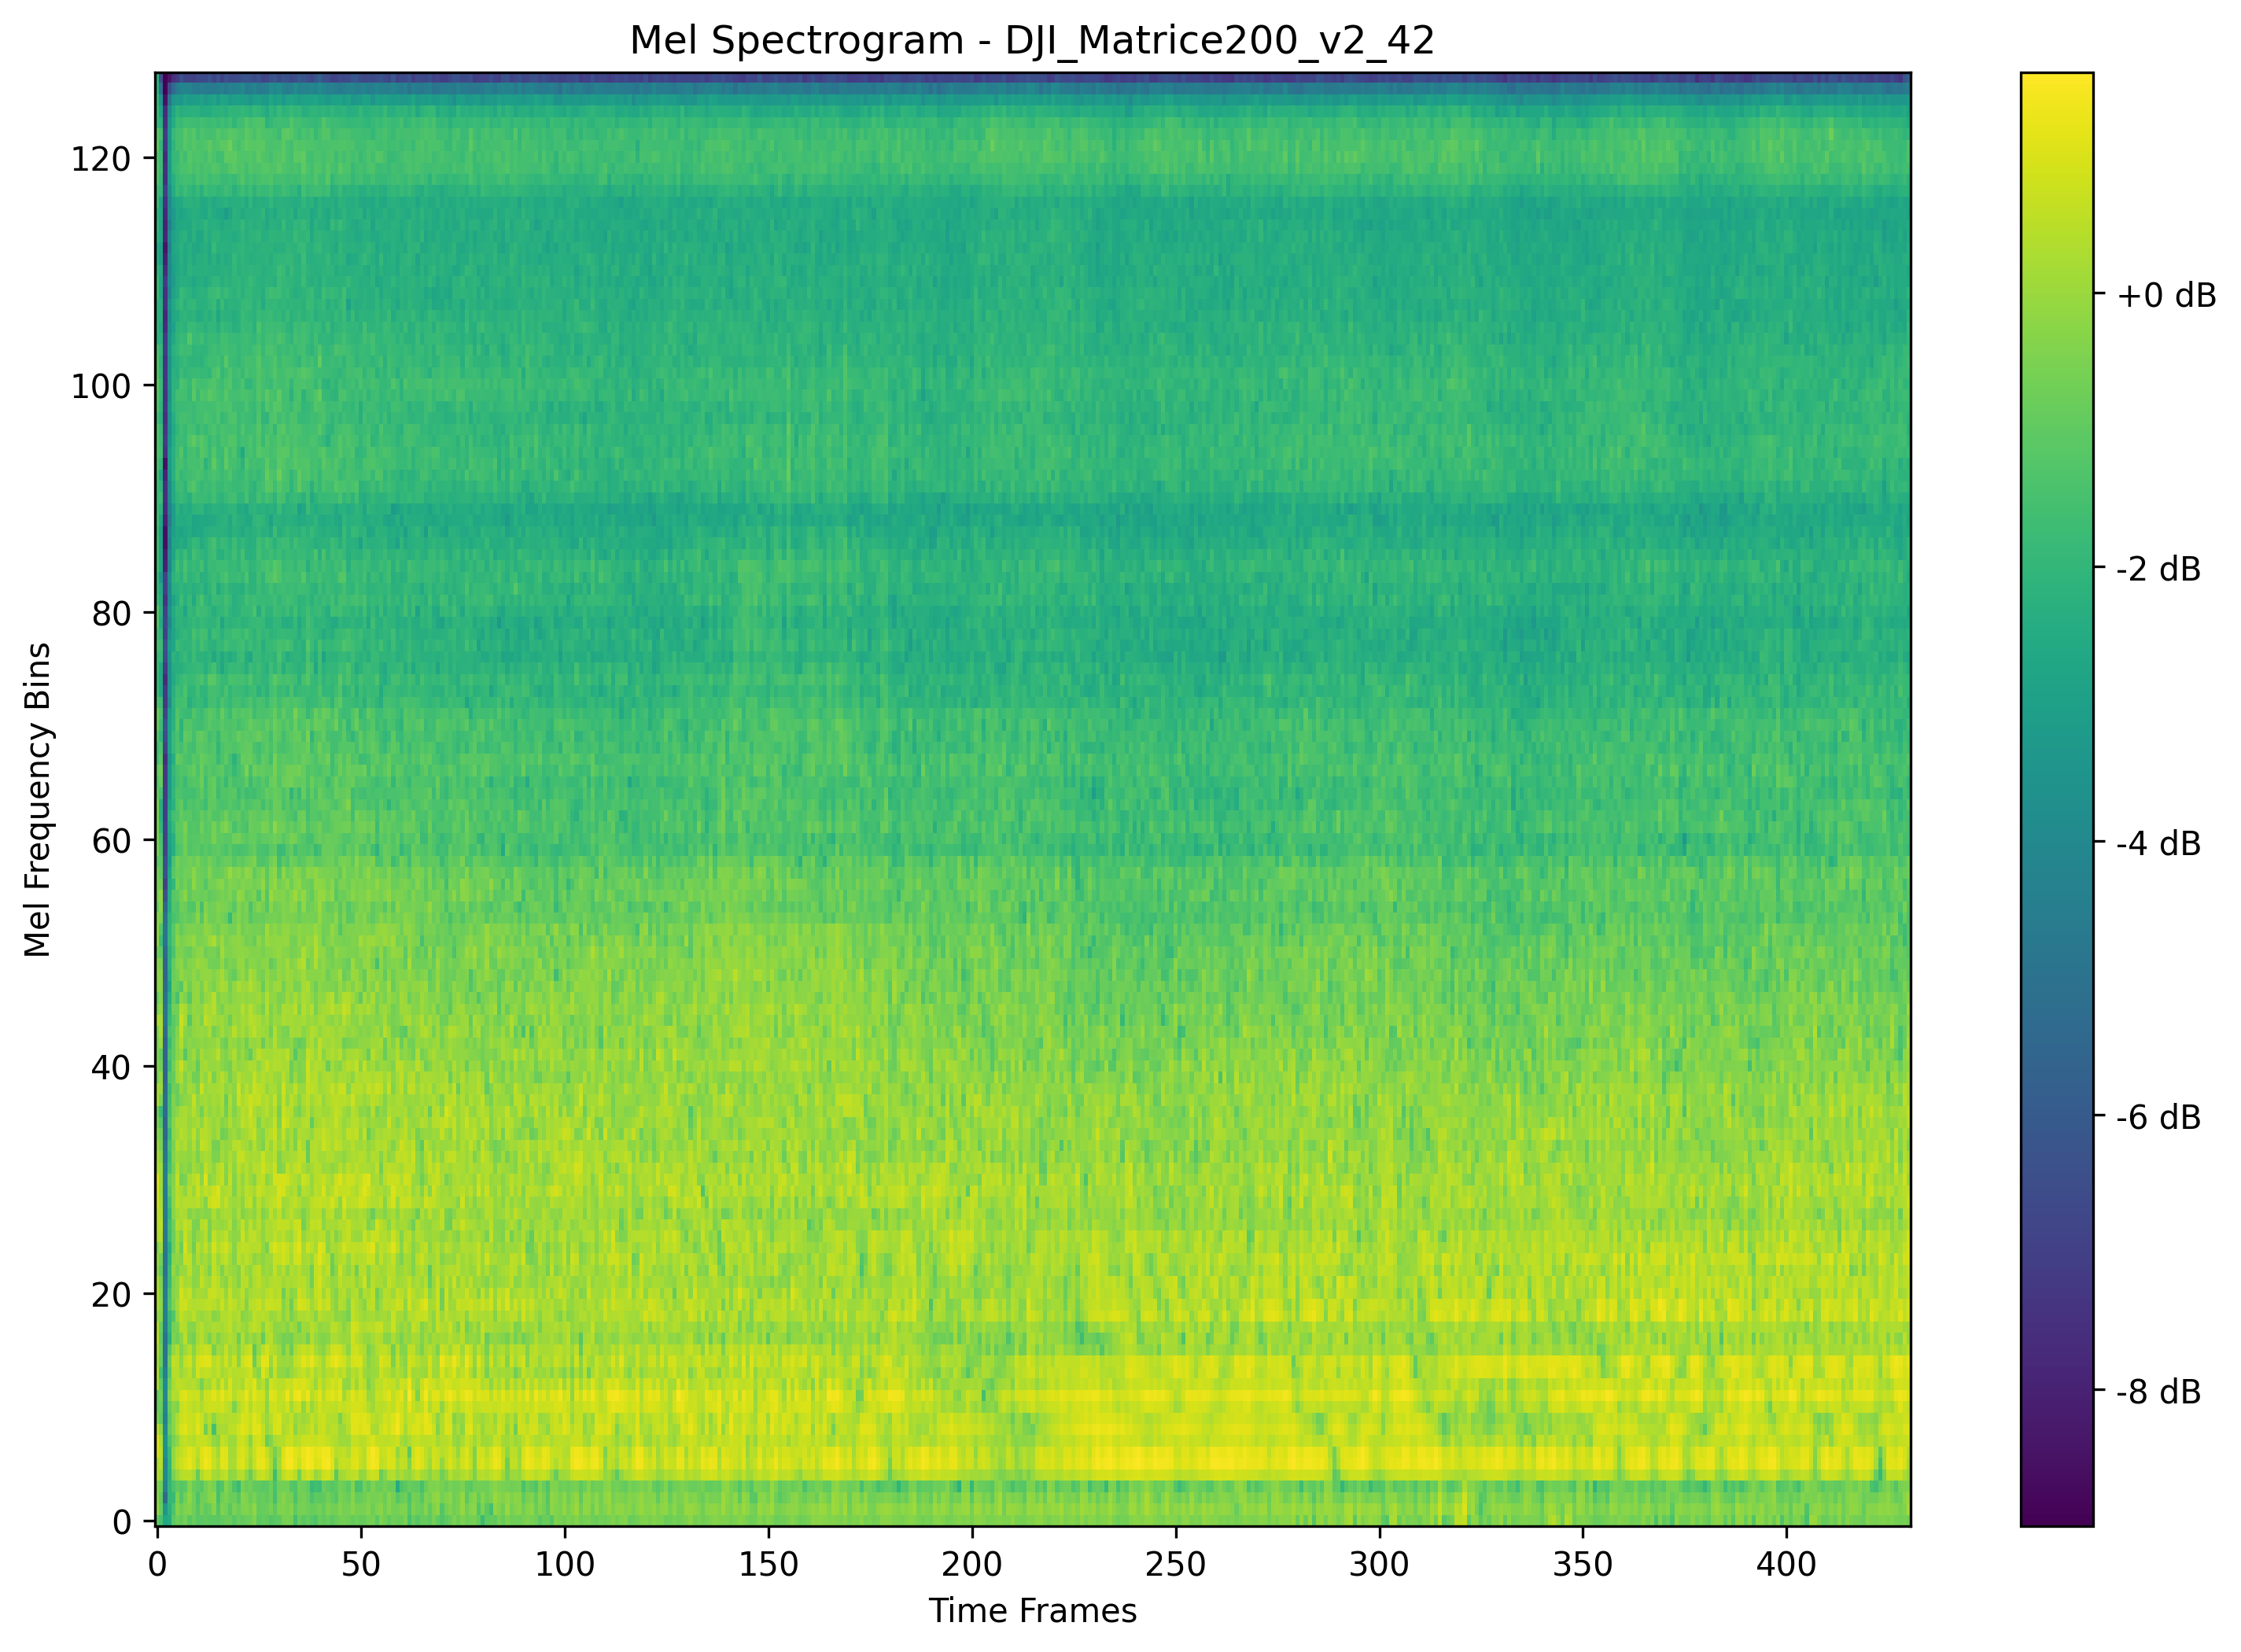 Mel Spectrogram - DJI_Matrice200_v2_42
120
100
80
60
40
20
0
Mel Frequency Bins
0 50 100 150 200 250 300 350 400
Time Frames
+0 dB
-2 dB
-4 dB
-6 dB
-8 dB